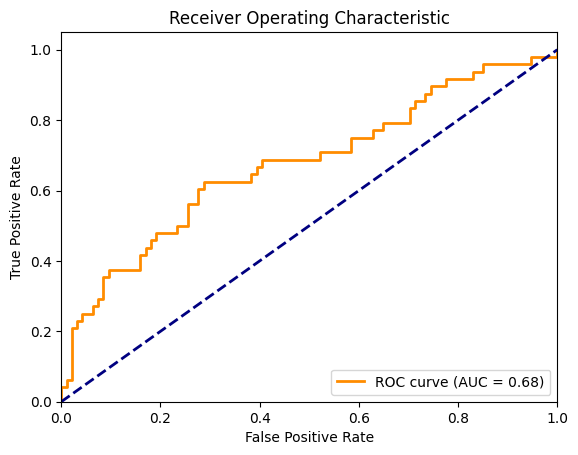 Receiver Operating Characteristic
1.0
0.8
0.6
0.4
0.2
0.0
True Positive Rate
ROC curve (AUC = 0.68)
0.0 0.2 0.4 0.6 0.8 1.0
False Positive Rate